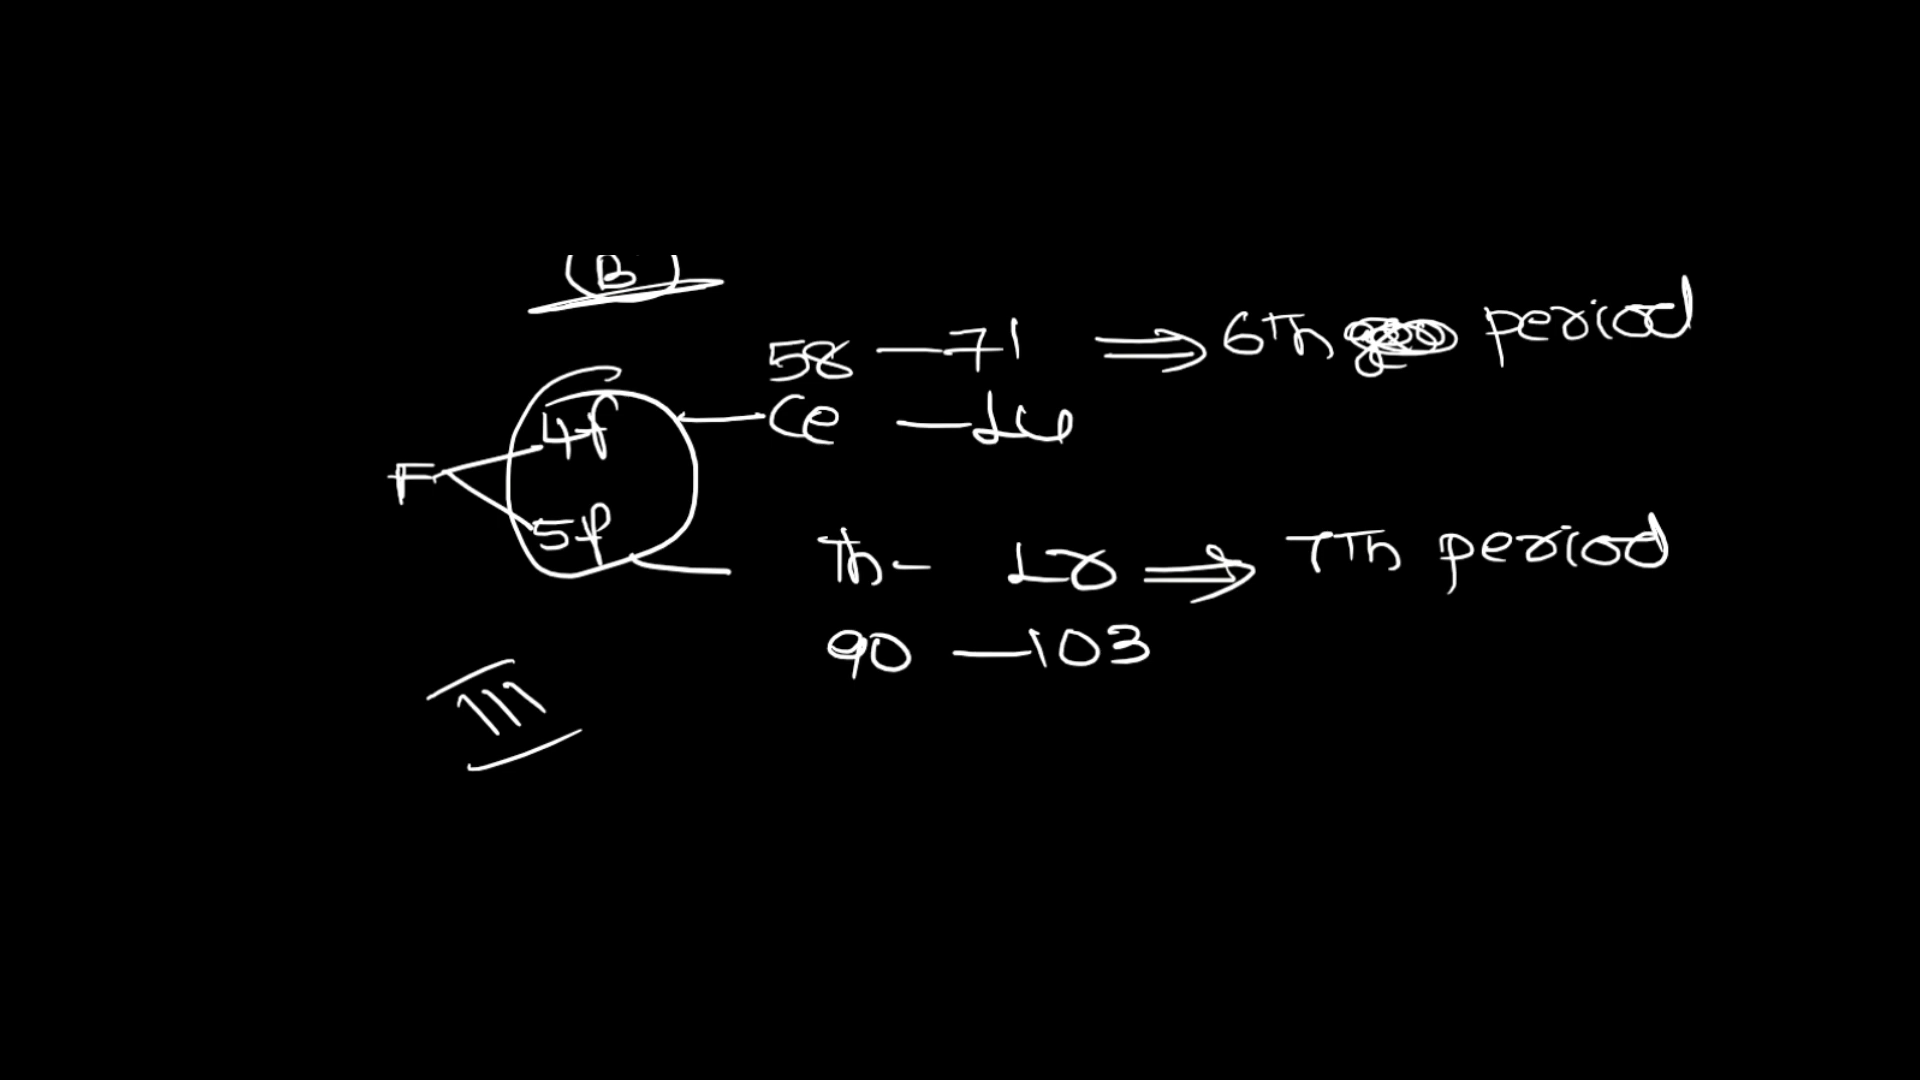 (B)
58 — 71 ⇒ 6Th period
4f — Ce — Lu
F
5f — Th - Lr ⇒ 7Th period
90 — 103
III